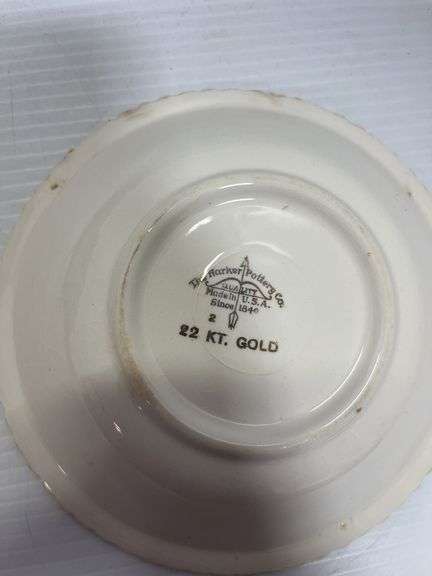 The Harker Pottery Co.
QUALITY
Made in U.S.A.
Since 1840
2
22 KT. GOLD